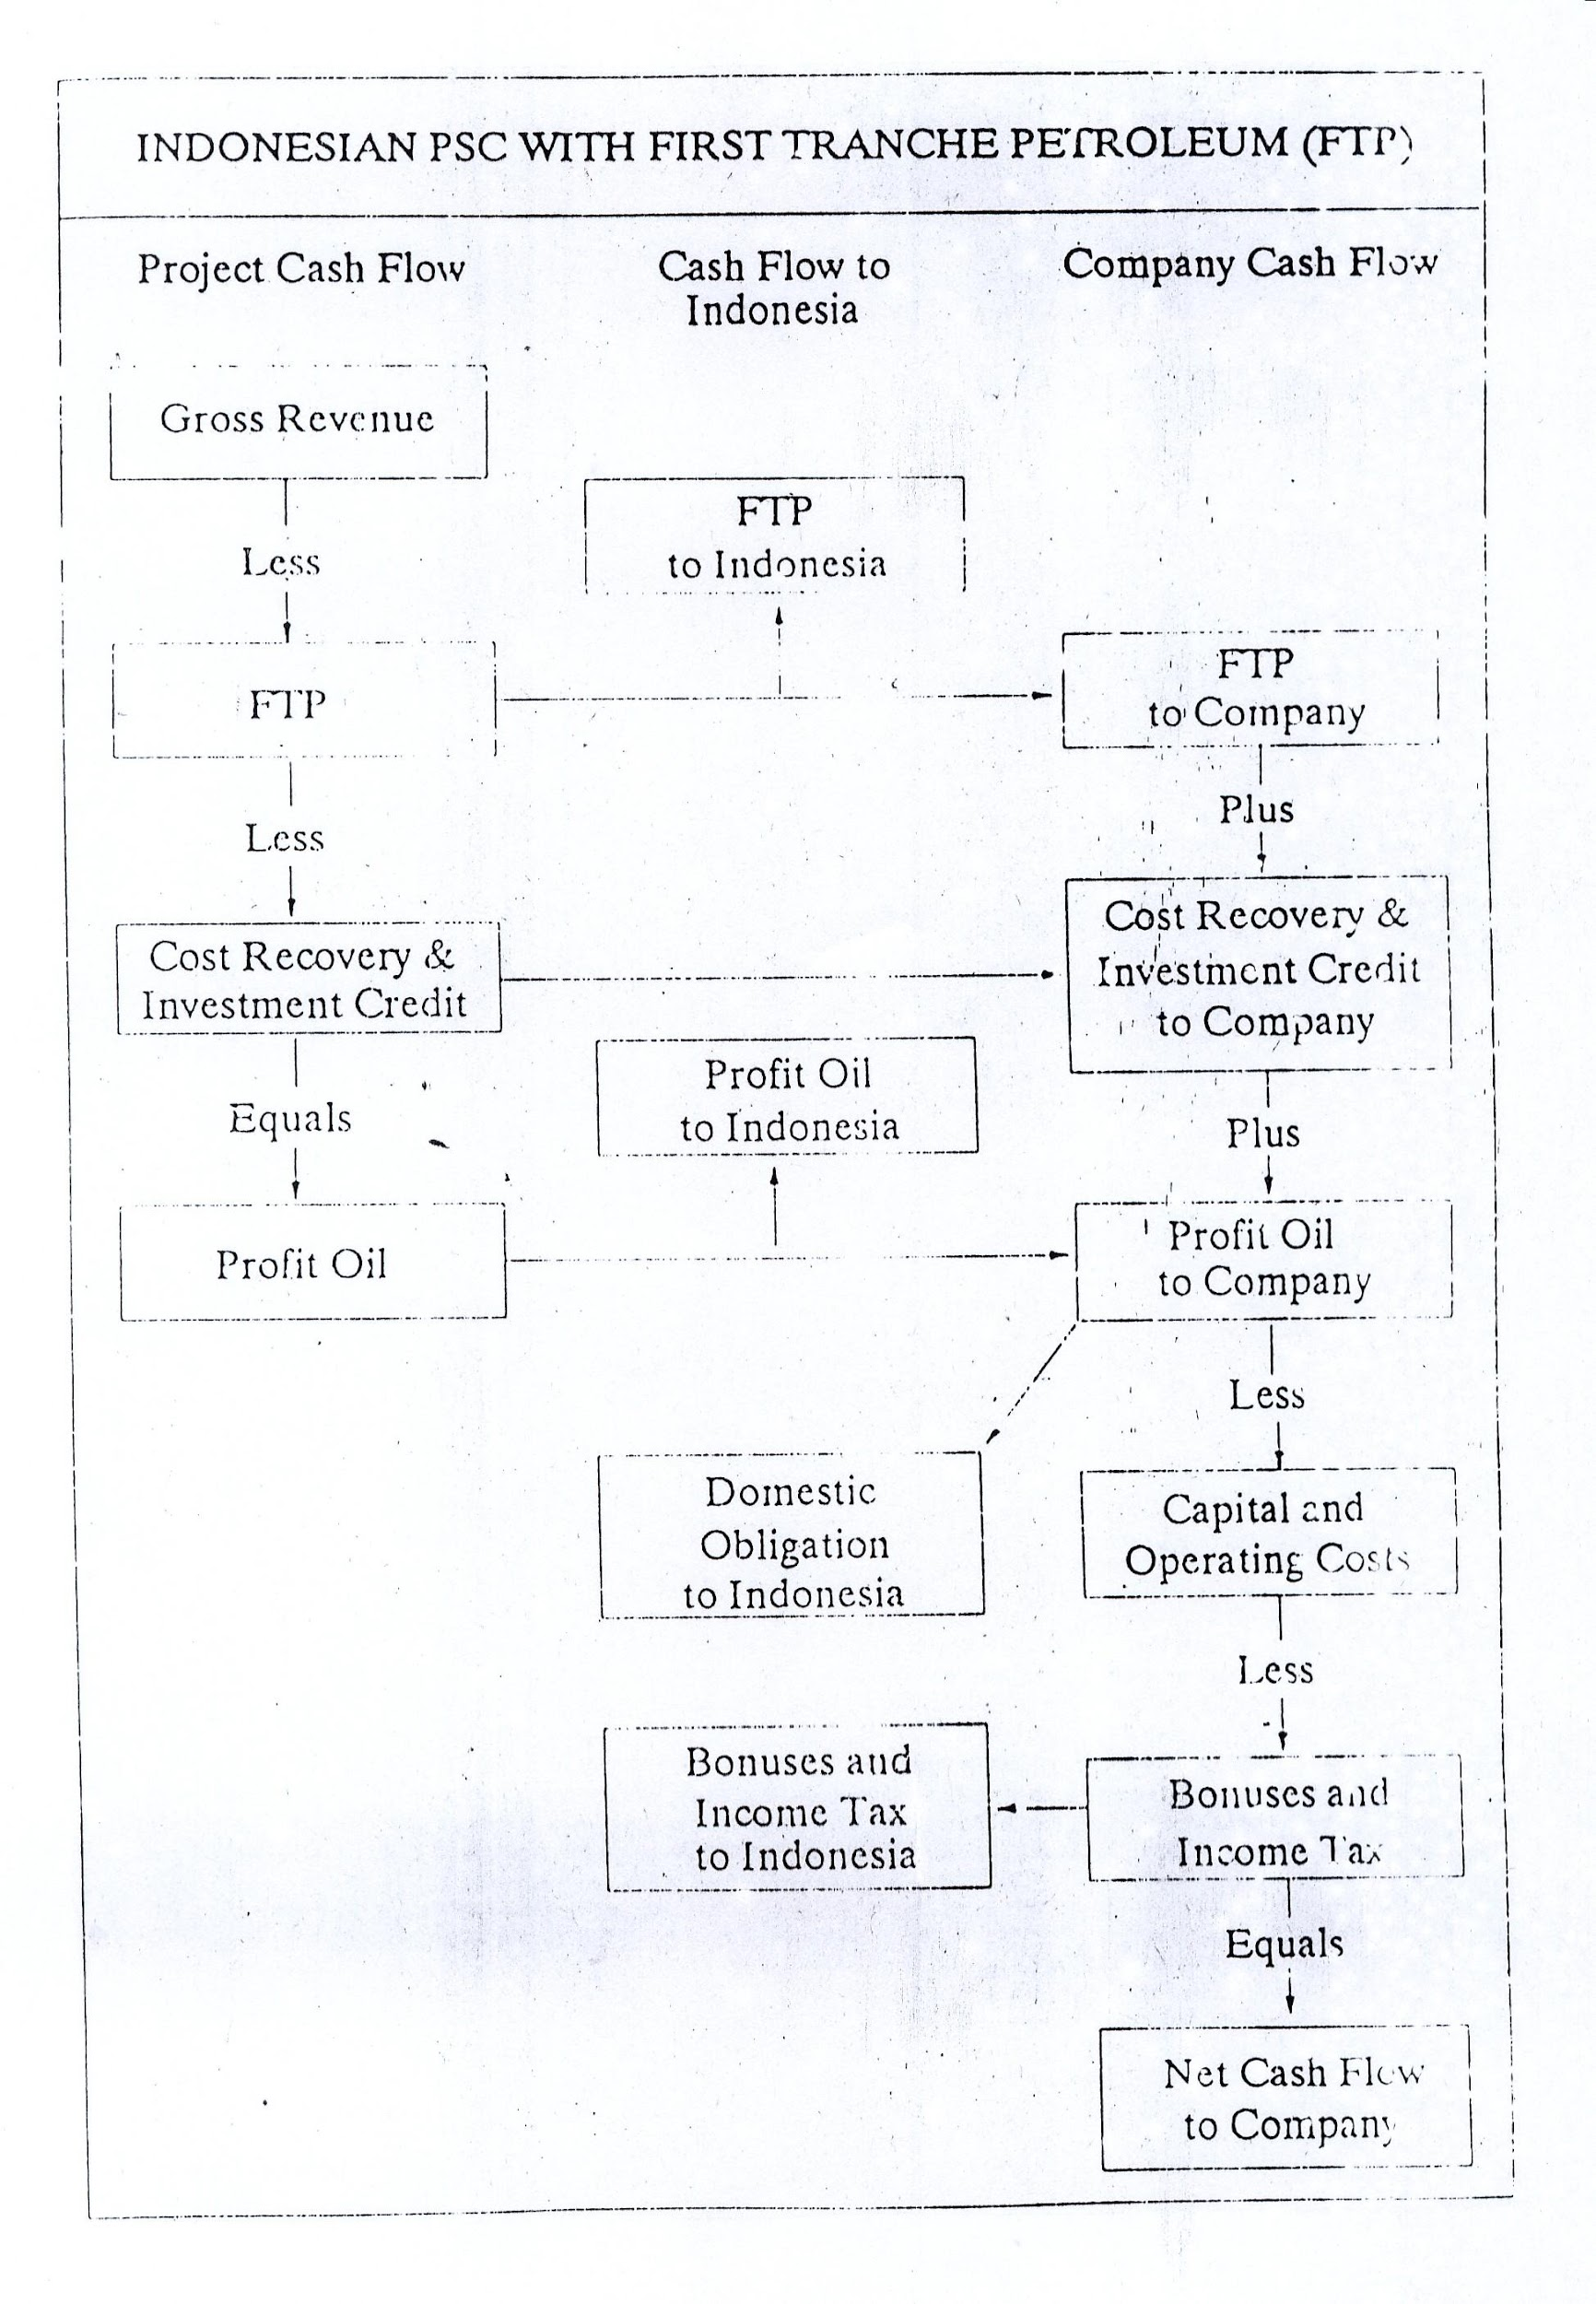 INDONESIAN PSC WITH FIRST TRANCHE PETROLEUM (FTP)
Project Cash Flow
Cash Flow to
Indonesia
Company Cash Flow
Gross Revenue
Less
FTP
to Indonesia
FTP
FTP
to Company
Less
Plus
Cost Recovery &
Investment Credit
Cost Recovery &
Investment Credit
to Company
Equals
Profit Oil
to Indonesia
Plus
Profit Oil
Profit Oil
to Company
Less
Domestic
Obligation
to Indonesia
Capital and
Operating Costs
Less
Bonuses and
Income Tax
to Indonesia
Bonuses and
Income Tax
Equals
Net Cash Flow
to Company